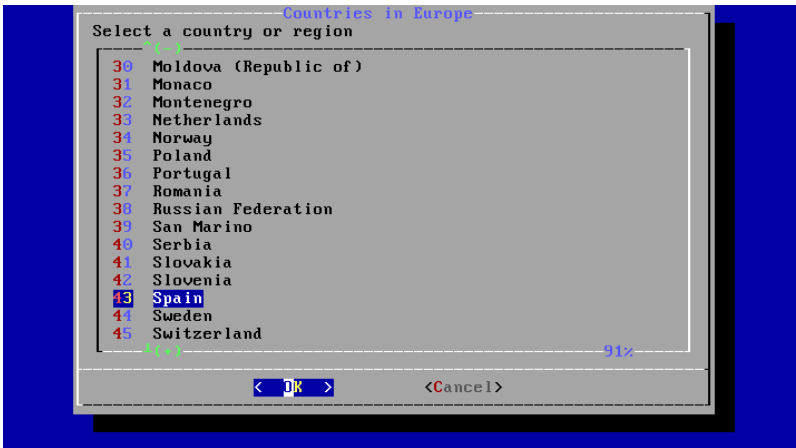 Countries in Europe
Select a country or region
^(-)
30 Moldova (Republic of)
31 Monaco
32 Montenegro
33 Netherlands
34 Norway
35 Poland
36 Portugal
37 Romania
38 Russian Federation
39 San Marino
40 Serbia
41 Slovakia
42 Slovenia
43 Spain
44 Sweden
45 Switzerland
(+) 91%
< OK > <Cancel>